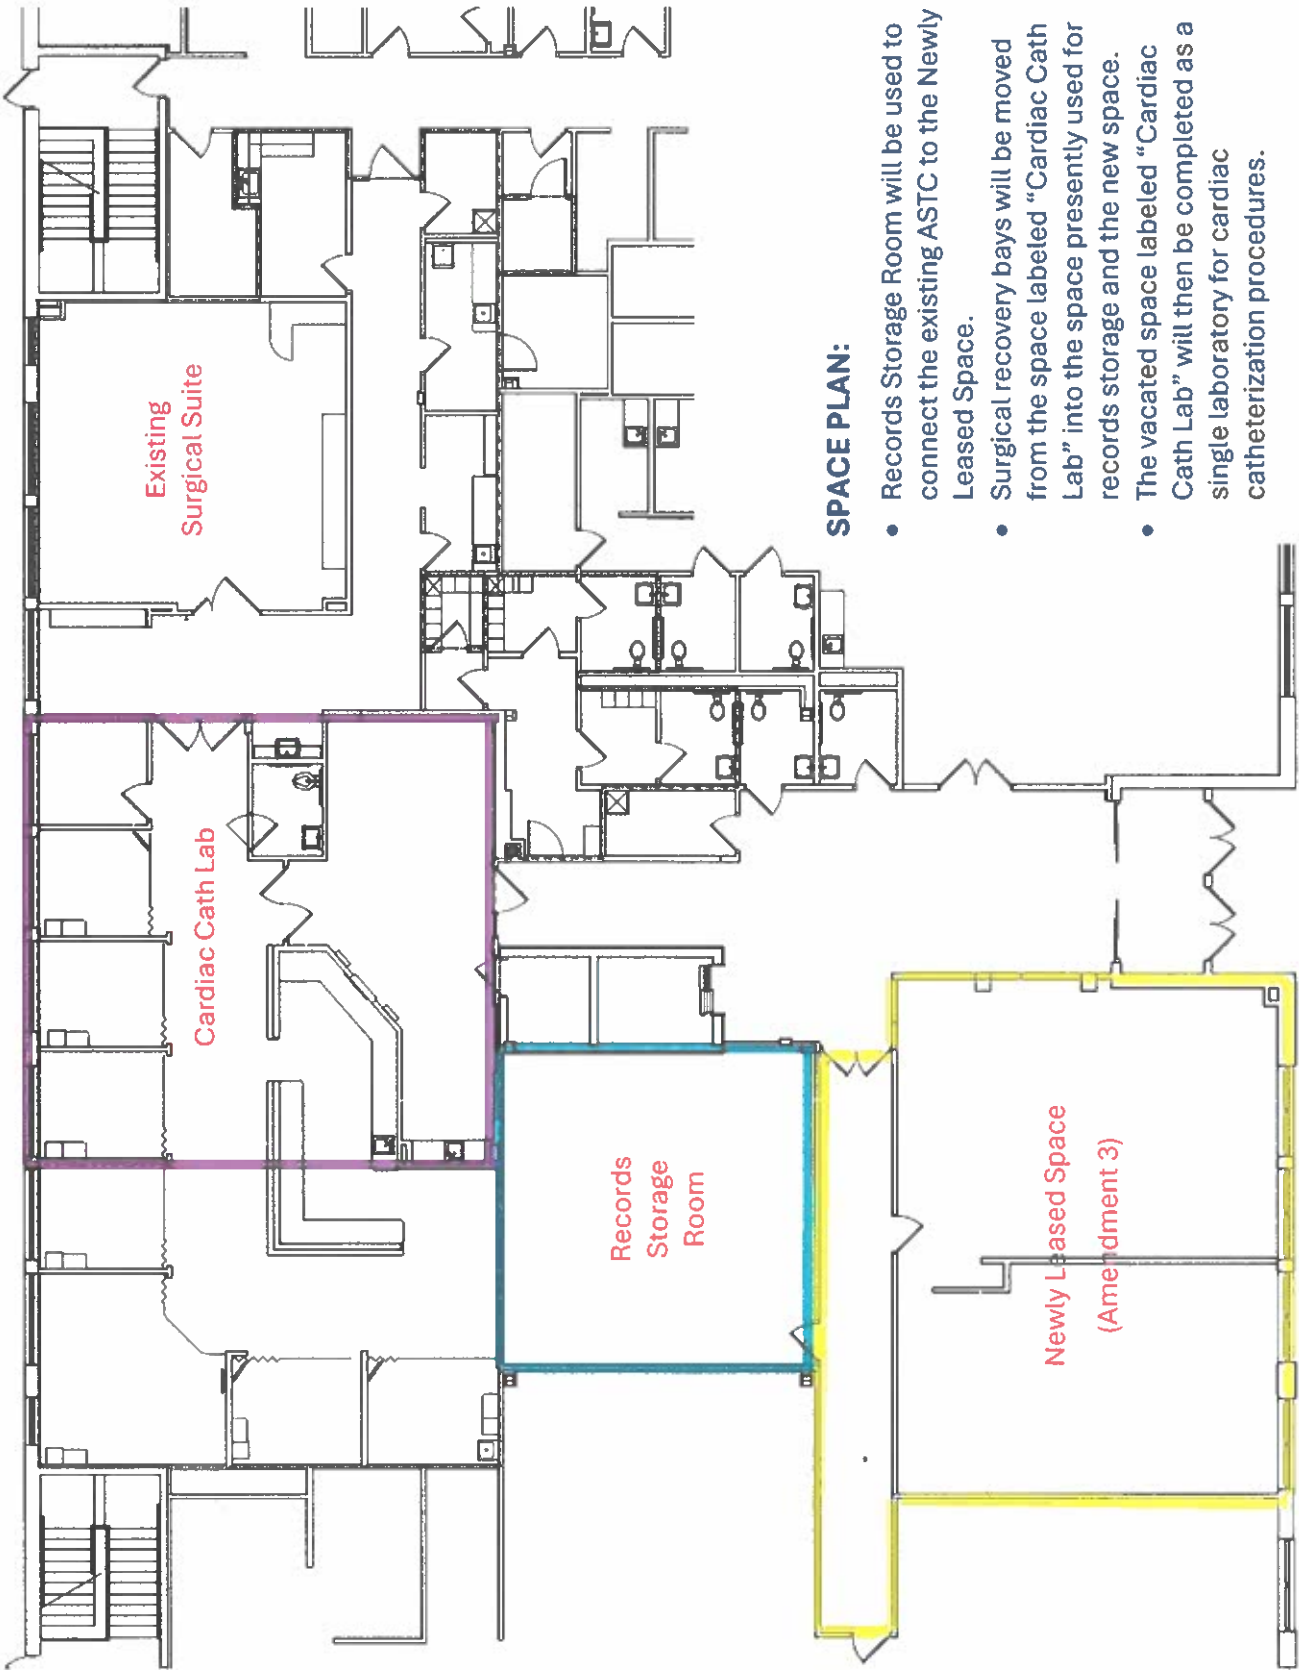 Existing
Surgical Suite
Cardiac Cath Lab
Records
Storage
Room
Newly Leased Space
(Amendment 3)
SPACE PLAN:
• Records Storage Room will be used to
connect the existing ASTC to the Newly
Leased Space.
• Surgical recovery bays will be moved
from the space labeled “Cardiac Cath
Lab” into the space presently used for
records storage and the new space.
• The vacated space labeled “Cardiac
Cath Lab” will then be completed as a
single laboratory for cardiac
catheterization procedures.